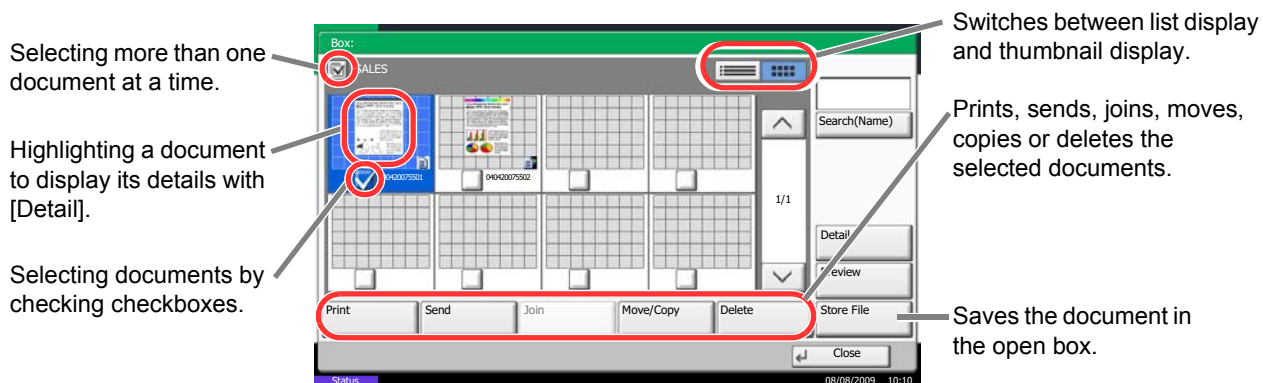 Selecting more than one
document at a time.
Highlighting a document
to display its details with
[Detail].
Selecting documents by
checking checkboxes.
Box:
SALES
040420075501
040420075502
1/1
Search(Name)
Detail
Preview
Print
Send
Join
Move/Copy
Delete
Store File
Close
Status
08/08/2009 10:10
Switches between list display
and thumbnail display.
Prints, sends, joins, moves,
copies or deletes the
selected documents.
Saves the document in
the open box.